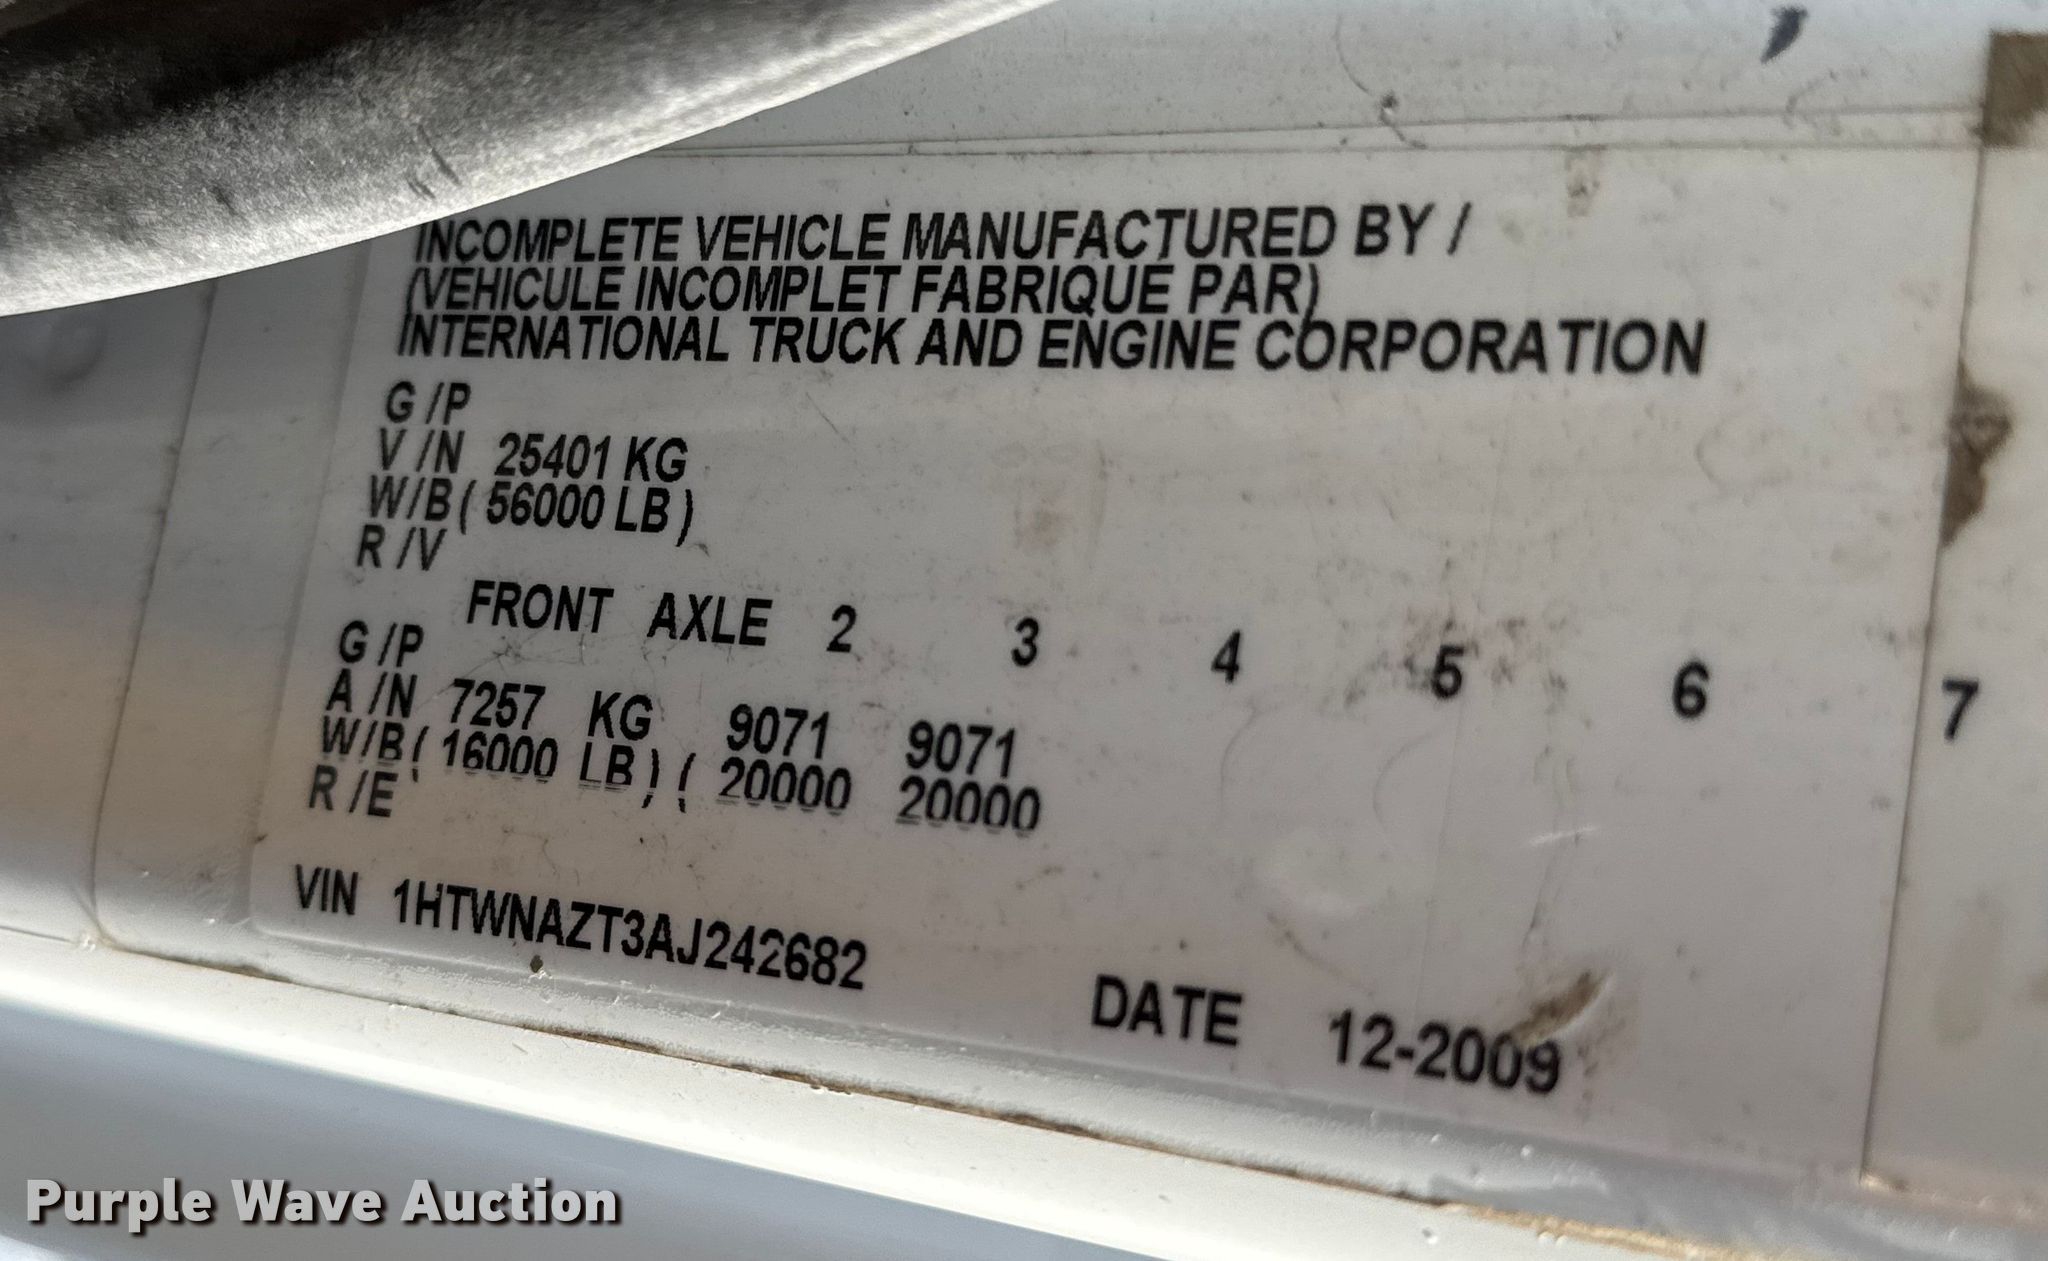 INCOMPLETE VEHICLE MANUFACTURED BY /
(VÉHICULE INCOMPLET FABRIQUÉ PAR)
INTERNATIONAL TRUCK AND ENGINE CORPORATION
G /P
V /N 25401 KG
W/B ( 56000 LB )
R /V
FRONT AXLE 2 3 4 5 6 7
G /P
A /N 7257 KG 9071 9071
W/B ( 16000 LB ) ( 20000 20000
R /E
VIN 1HTWNAZT3AJ242682
DATE 12-2009
Purple Wave Auction